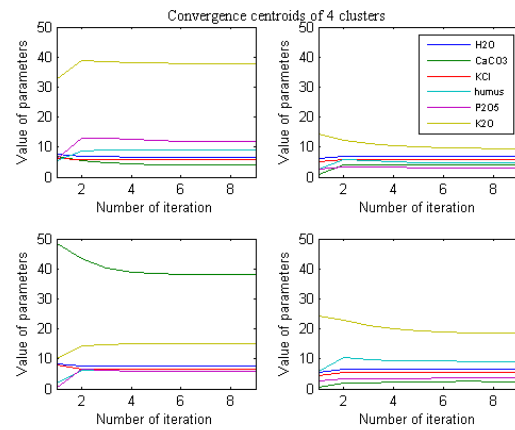 Convergence centroids of 4 clusters
Value of parameters
50
40
30
20
10
0
2
4
6
8
Number of iteration
Value of parameters
50
40
30
20
10
0
2
4
6
8
Number of iteration
H2O
CaCO3
KCl
humus
P2O5
K2O
Value of parameters
50
40
30
20
10
0
2
4
6
8
Number of iteration
Value of parameters
50
40
30
20
10
0
2
4
6
8
Number of iteration